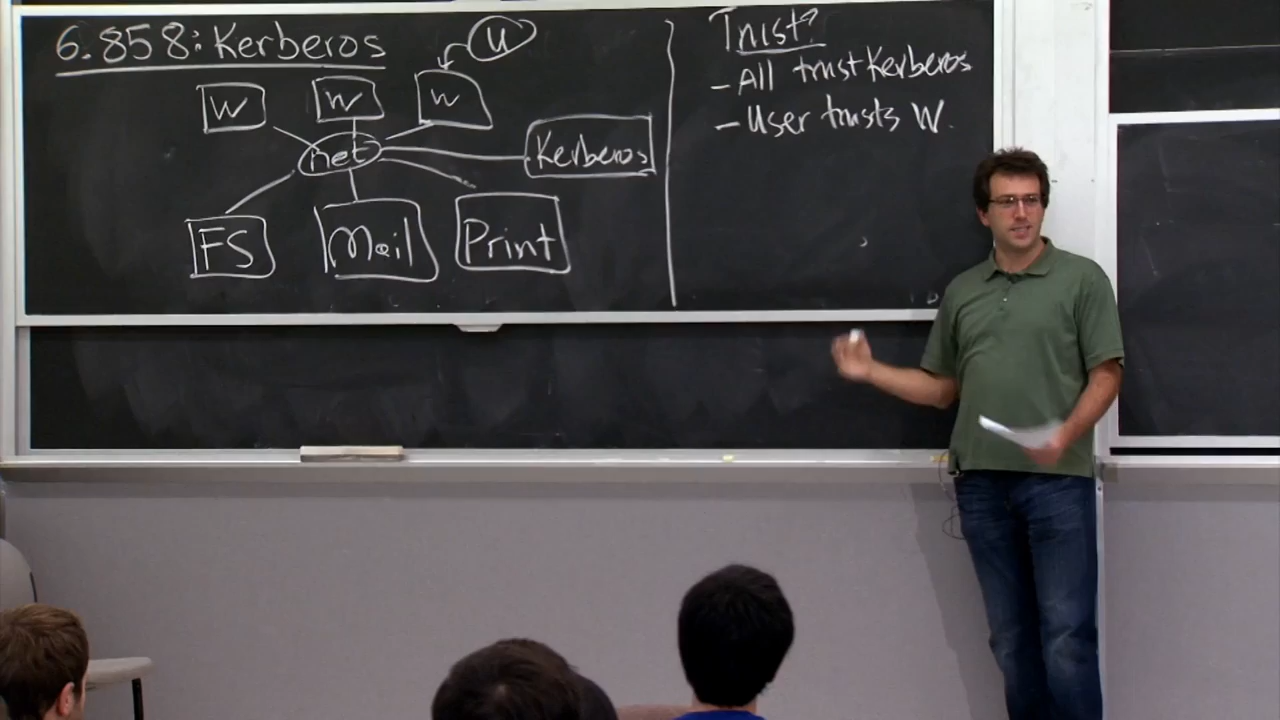 6.858: Kerberos
U
W
W
W
net
Kerberos
FS
Mail
Print
Trust?
- All trust Kerberos
- User trusts W.